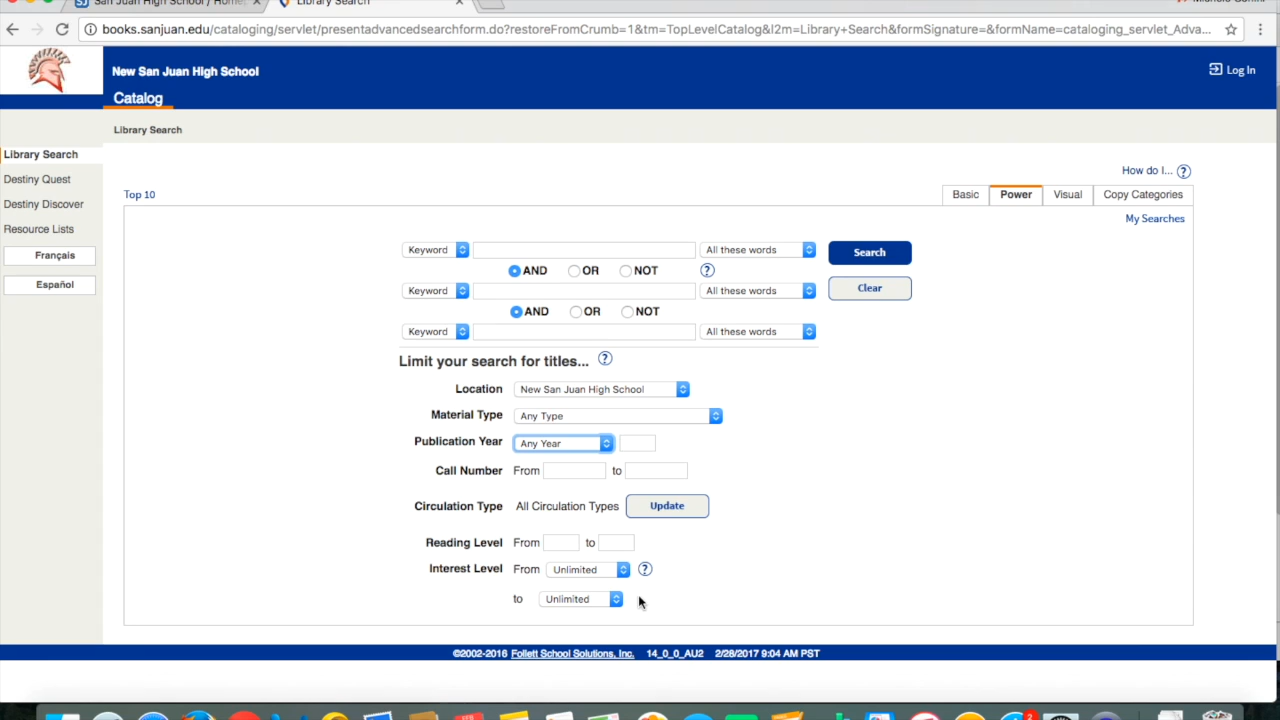 San Juan High School / Home
Library Search
books.sanjuan.edu/cataloging/servlet/presentadvancedsearchform.do?restoreFromCrumb=1&tm=TopLevelCatalog&l2m=Library+Search&formSignature=&formName=cataloging_servlet_Adva...
New San Juan High School
Log In
Catalog
Library Search
Library Search
Destiny Quest
Destiny Discover
Resource Lists
Français
Español
How do I... ?
Top 10
Basic Power Visual Copy Categories
My Searches
Keyword All these words Search
AND OR NOT ?
Keyword All these words Clear
AND OR NOT
Keyword All these words
Limit your search for titles... ?
Location New San Juan High School
Material Type Any Type
Publication Year Any Year
Call Number From to
Circulation Type All Circulation Types Update
Reading Level From to
Interest Level From Unlimited ?
to Unlimited
©2002-2016 Follett School Solutions, Inc. 14_0_0_AU2 2/28/2017 9:04 AM PST
2